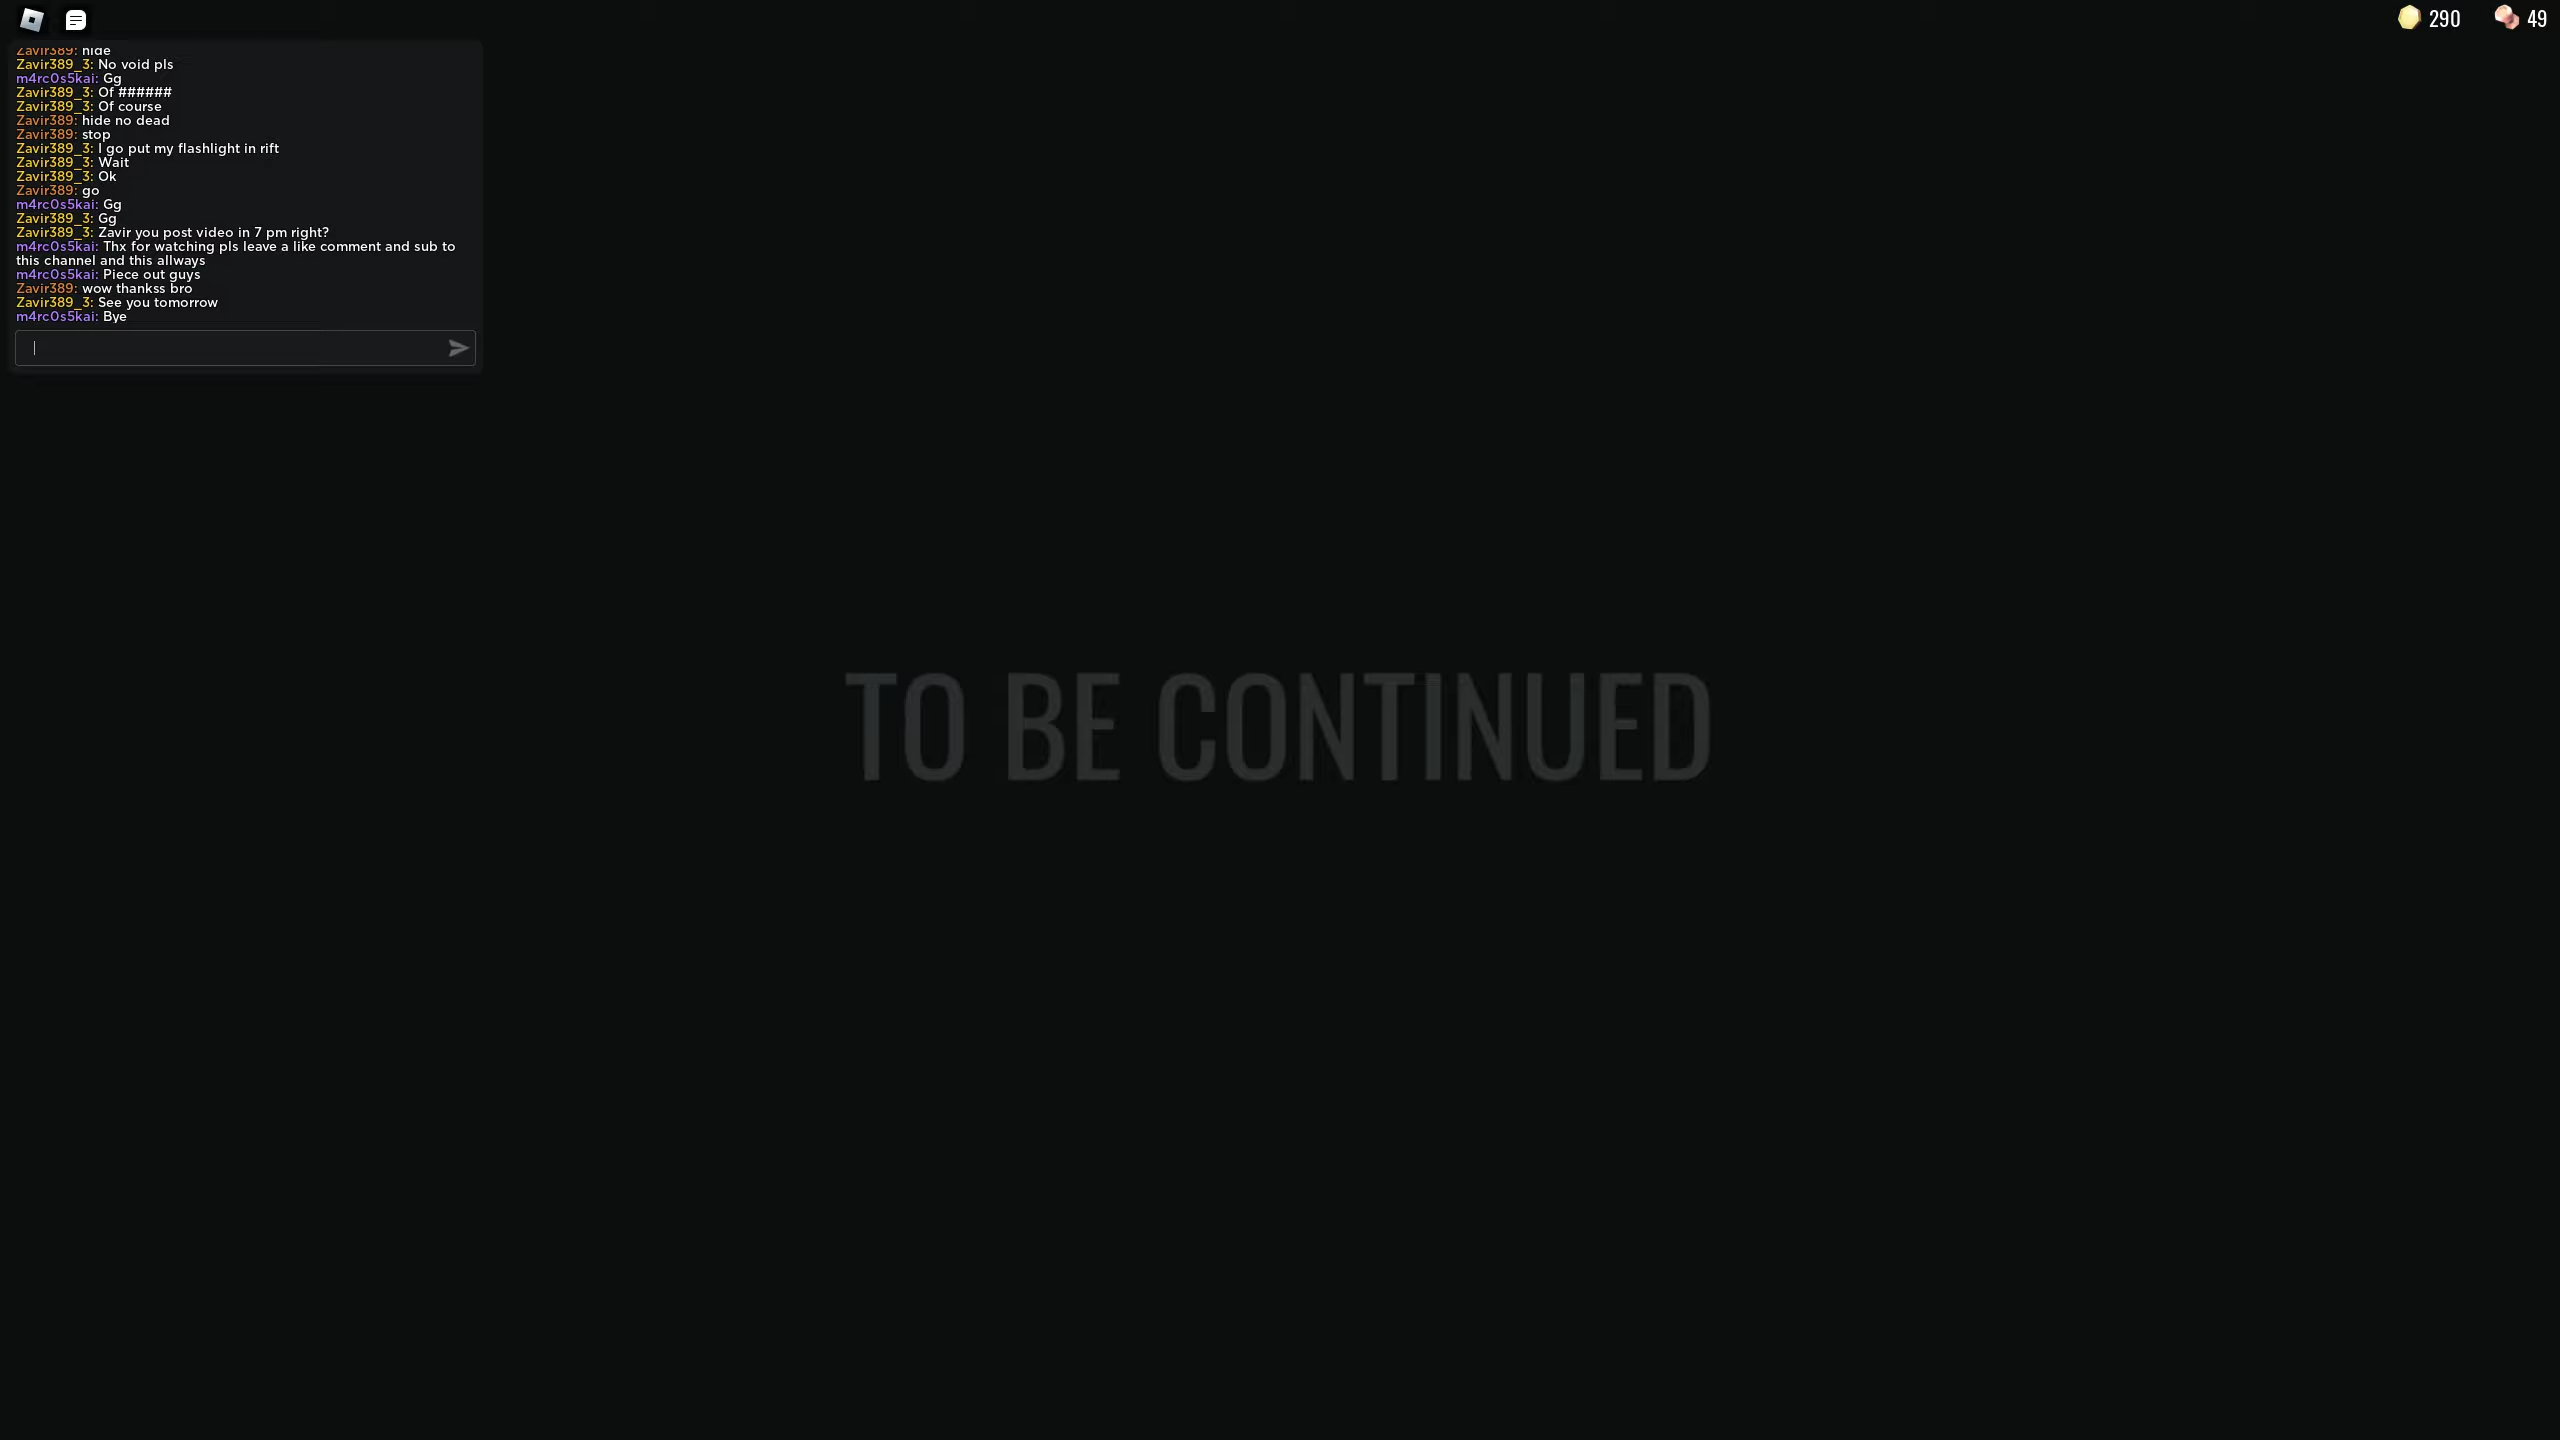 290 49
Zavir389: hide
Zavir389_3: No void pls
m4rc0s5kai: Gg
Zavir389_3: Of ######
Zavir389_3: Of course
Zavir389: hide no dead
Zavir389: stop
Zavir389_3: I go put my flashlight in rift
Zavir389_3: Wait
Zavir389_3: Ok
Zavir389: go
m4rc0s5kai: Gg
Zavir389_3: Gg
Zavir389_3: Zavir you post video in 7 pm right?
m4rc0s5kai: Thx for watching pls leave a like comment and sub to
this channel and this allways
m4rc0s5kai: Piece out guys
Zavir389: wow thankss bro
Zavir389_3: See you tomorrow
m4rc0s5kai: Bye
TO BE CONTINUED